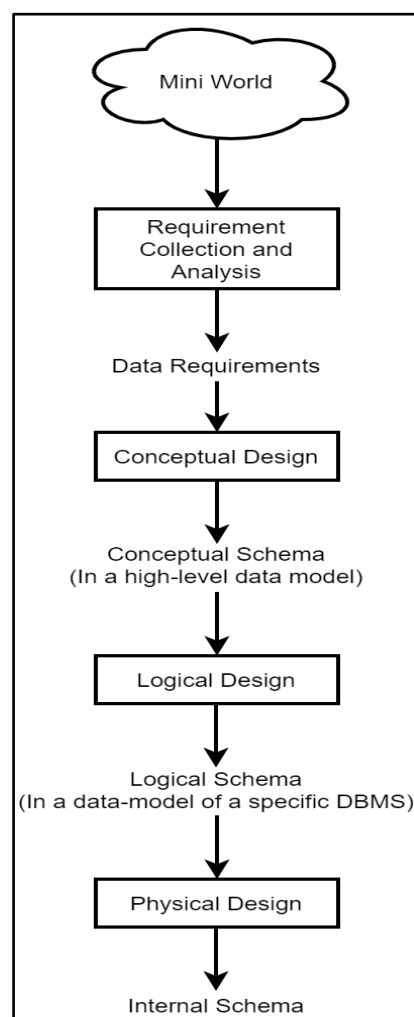 Mini World
Requirement
Collection and
Analysis
Data Requirements
Conceptual Design
Conceptual Schema
(In a high-level data model)
Logical Design
Logical Schema
(In a data-model of a specific DBMS)
Physical Design
Internal Schema